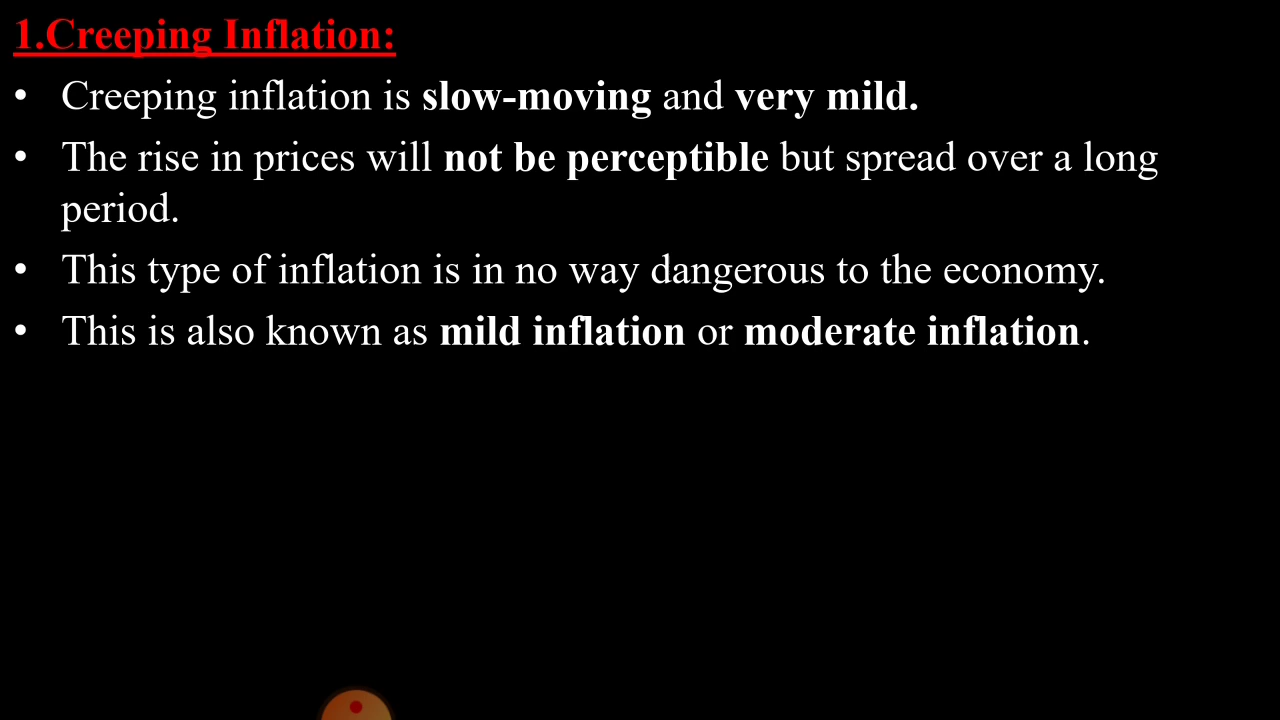 1.Creeping Inflation:
• Creeping inflation is slow-moving and very mild.
• The rise in prices will not be perceptible but spread over a long
period.
• This type of inflation is in no way dangerous to the economy.
• This is also known as mild inflation or moderate inflation.